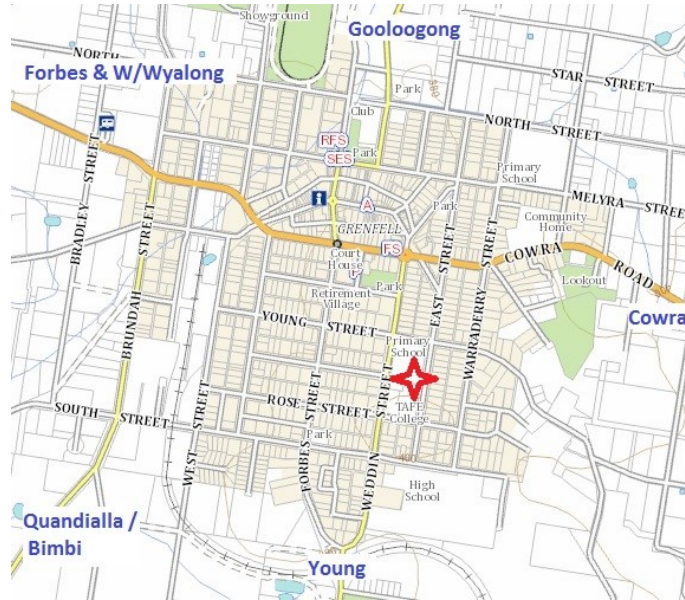 Showground
Gooloogong
NORTH
Forbes & W/Wyalong
STAR STREET
580
Park
Club
NORTH STREET
RFS
SES
Park
Primary
School
BRADLEY STREET
MELYRA STREE
i
A
Park
Community
Home
GRENFELL
FS
EAST STREET
WARRADERRY STREET
COWRA ROAD
Court
House
P
Park
Lookout
Retirement
Village
BRUNDAH STREET
Cowra
YOUNG STREET
Primary
School
ROSE STREET
TAFE
College
SOUTH STREET
WEST STREET
FORBES STREET
WEDDIN STREET
Park
400
High
School
Quandialla /
Bimbi
Young